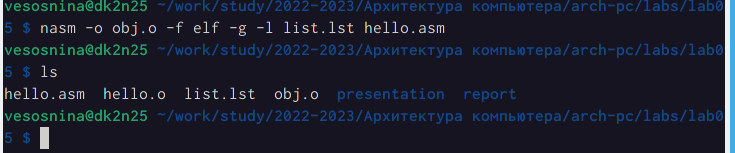 vesosnina@dk2n25 ~/work/study/2022-2023/Архитектура компьютера/arch-pc/labs/lab0
5 $ nasm -o obj.o -f elf -g -l list.lst hello.asm
vesosnina@dk2n25 ~/work/study/2022-2023/Архитектура компьютера/arch-pc/labs/lab0
5 $ ls
hello.asm hello.o list.lst obj.o presentation report
vesosnina@dk2n25 ~/work/study/2022-2023/Архитектура компьютера/arch-pc/labs/lab0
5 $